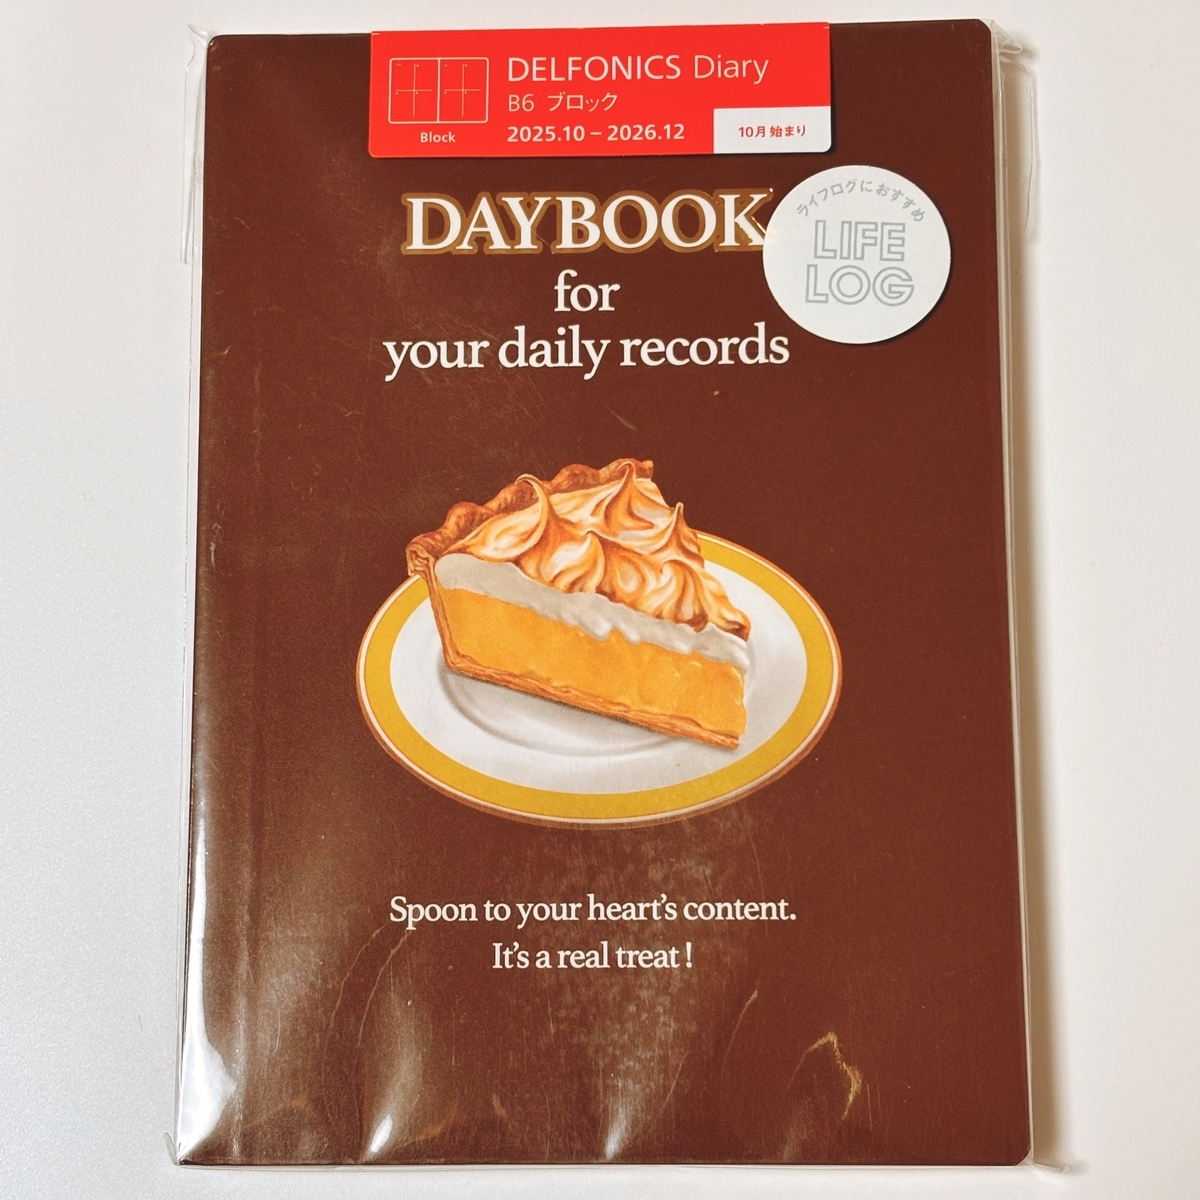 DELFONICS Diary
B6 ブロック
Block
2025.10 – 2026.12
10月始まり
DAYBOOK
for
your daily records
ライフログにおすすめ
LIFE
LOG
Spoon to your heart's content.
It's a real treat !